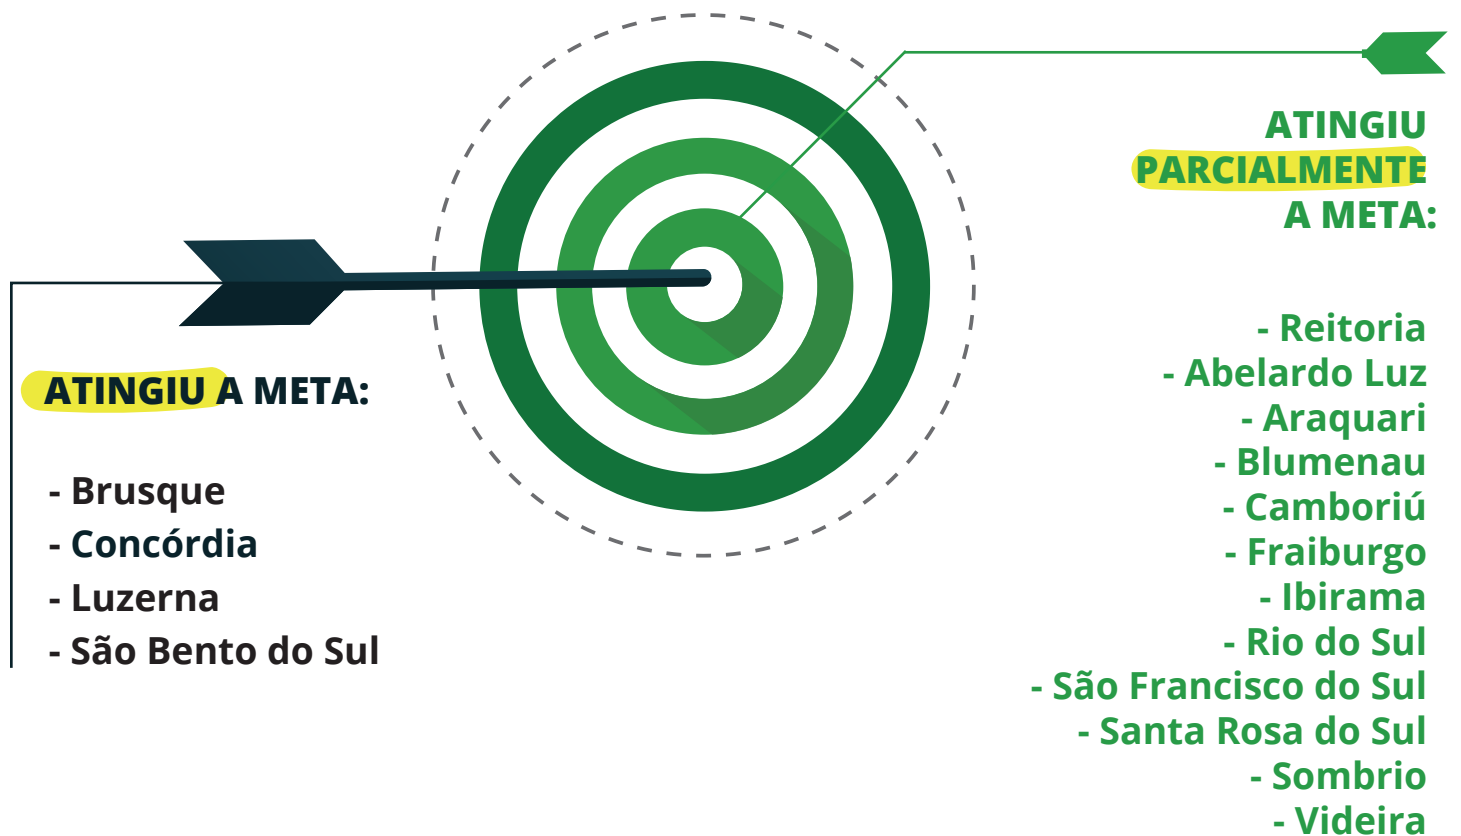 ATINGIU A META:
- Brusque
- Concórdia
- Luzerna
- São Bento do Sul
ATINGIU
PARCIALMENTE
A META:
- Reitoria
- Abelardo Luz
- Araquari
- Blumenau
- Camboriú
- Fraiburgo
- Ibirama
- Rio do Sul
- São Francisco do Sul
- Santa Rosa do Sul
- Sombrio
- Videira